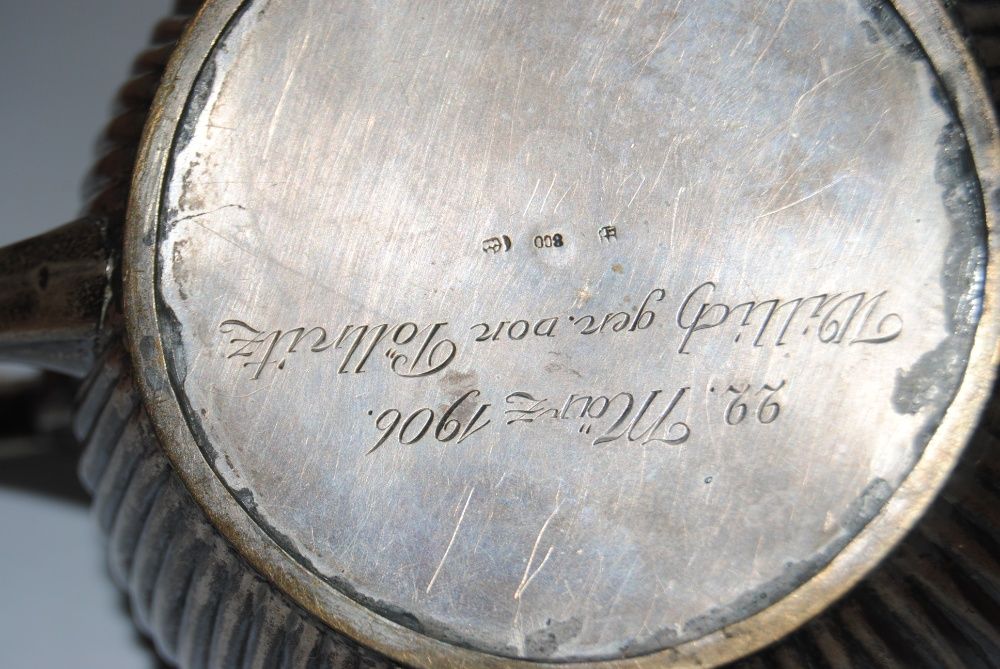 22. März 1906.
Willich gen. von Pöllnitz
800